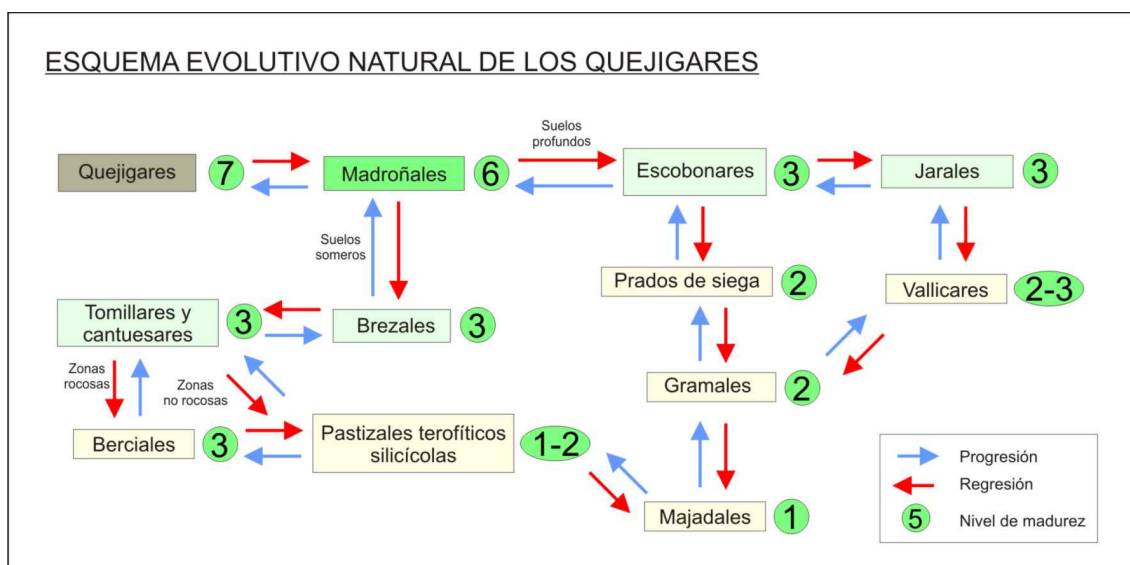 ESQUEMA EVOLUTIVO NATURAL DE LOS QUEJIGARES
Quejigares
7
Madroñales
6
Suelos
profundos
Escobonares
3
Jarales
3
Suelos
someros
Prados de siega
2
Vallicares
2-3
Tomillares y
cantuesares
3
Brezales
3
Zonas
rocosas
Zonas
no rocosas
Gramales
2
Berciales
3
Pastizales terofíticos
silicícolas
1-2
Majadales
1
Progresión
Regresión
5
Nivel de madurez